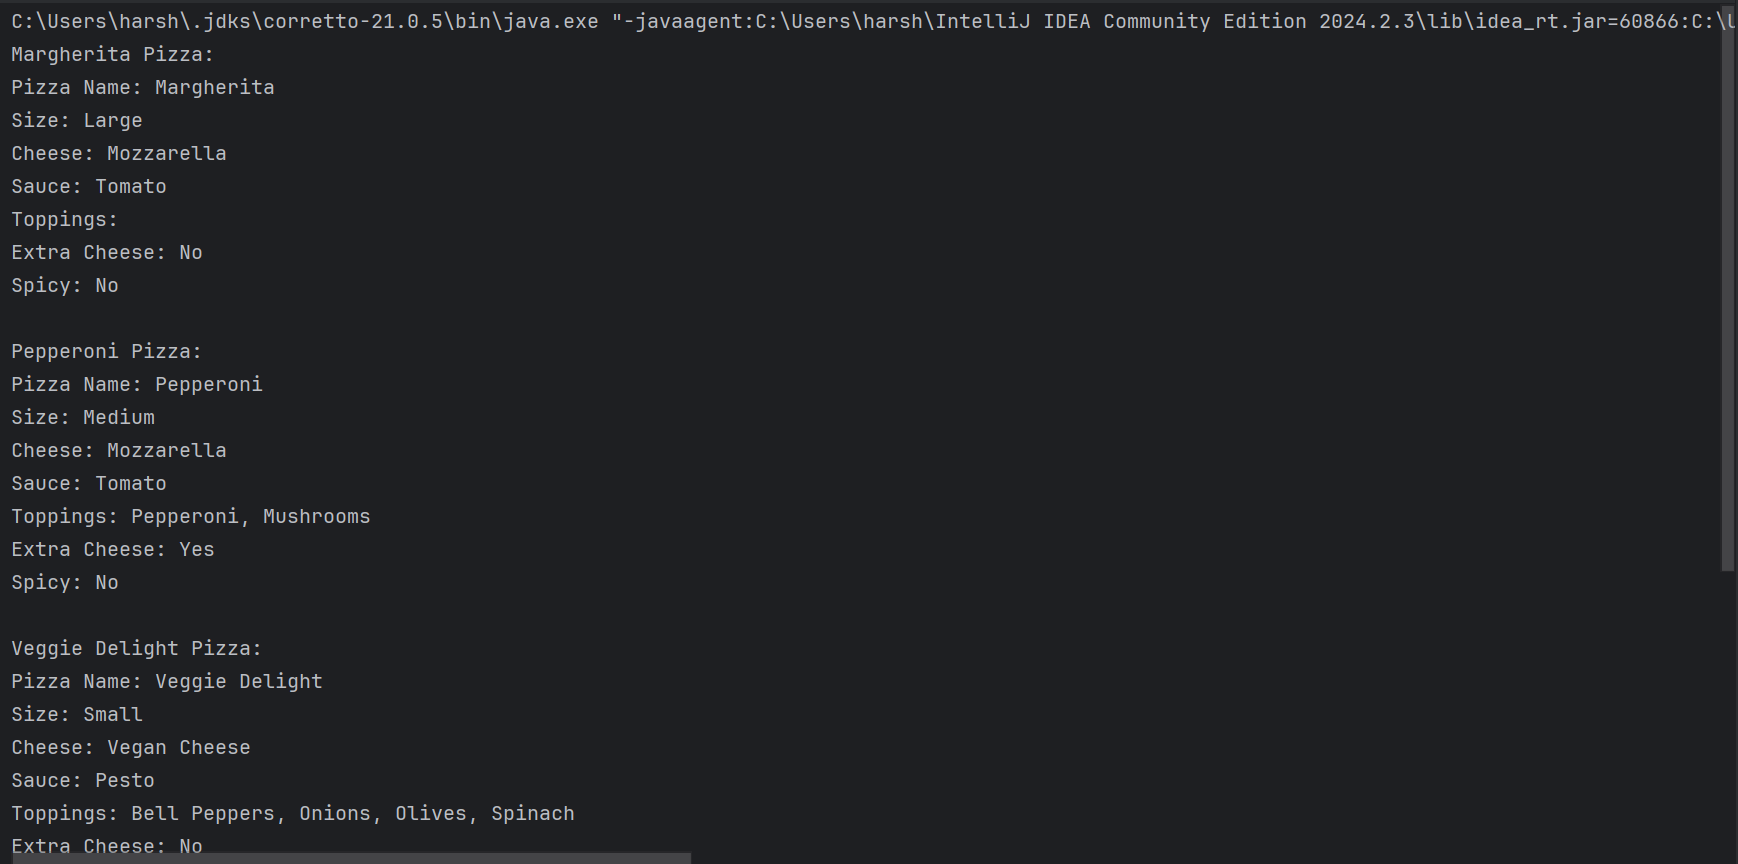 C:\Users\harsh\.jdks\corretto-21.0.5\bin\java.exe "-javaagent:C:\Users\harsh\IntelliJ IDEA Community Edition 2024.2.3\lib\idea_rt.jar=60866:C:\U
Margherita Pizza:
Pizza Name: Margherita
Size: Large
Cheese: Mozzarella
Sauce: Tomato
Toppings:
Extra Cheese: No
Spicy: No
Pepperoni Pizza:
Pizza Name: Pepperoni
Size: Medium
Cheese: Mozzarella
Sauce: Tomato
Toppings: Pepperoni, Mushrooms
Extra Cheese: Yes
Spicy: No
Veggie Delight Pizza:
Pizza Name: Veggie Delight
Size: Small
Cheese: Vegan Cheese
Sauce: Pesto
Toppings: Bell Peppers, Onions, Olives, Spinach
Extra Cheese: No